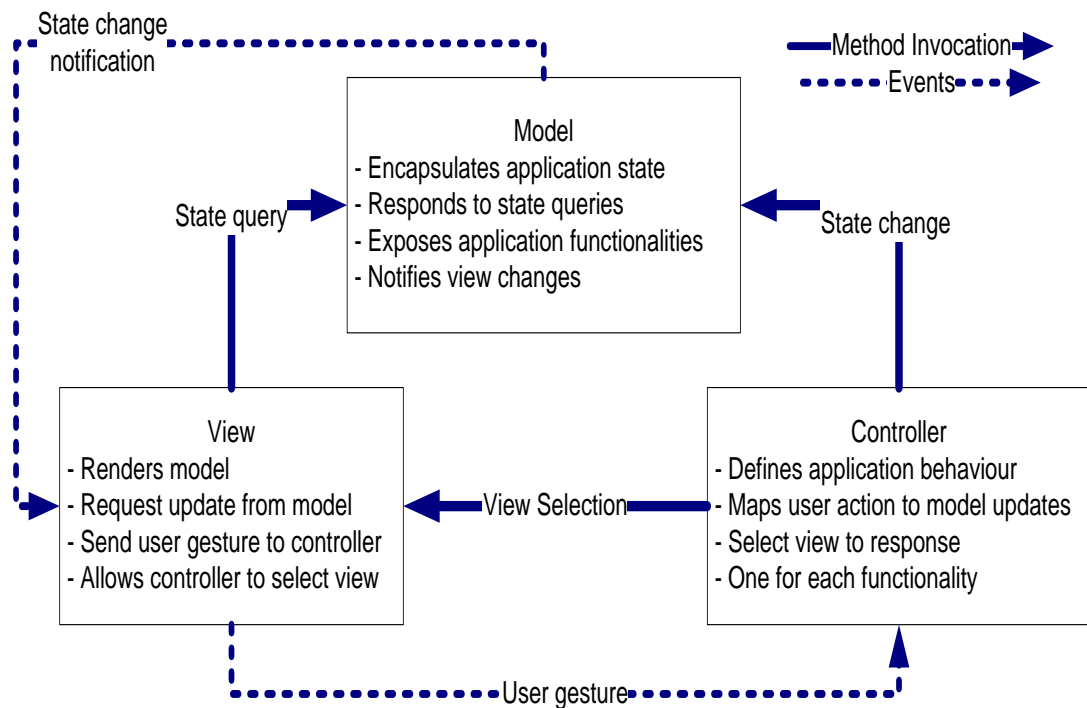 State change
notification
Method Invocation
Events
Model
- Encapsulates application state
- Responds to state queries
- Exposes application functionalities
- Notifies view changes
State query
State change
View
- Renders model
- Request update from model
- Send user gesture to controller
- Allows controller to select view
View Selection
Controller
- Defines application behaviour
- Maps user action to model updates
- Select view to response
- One for each functionality
User gesture